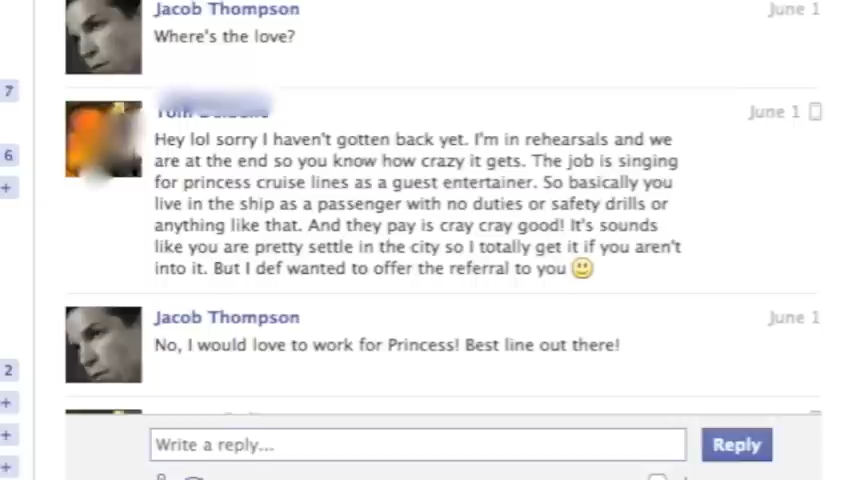 Jacob Thompson
June 1
Where's the love?
7
June 1
Hey lol sorry I haven't gotten back yet. I'm in rehearsals and we
6
are at the end so you know how crazy it gets. The job is singing
+
for princess cruise lines as a guest entertainer. So basically you
live in the ship as a passenger with no duties or safety drills or
anything like that. And they pay is cray cray good! It's sounds
like you are pretty settle in the city so I totally get it if you aren't
into it. But I def wanted to offer the referral to you
Jacob Thompson
June 1
No, I would love to work for Princess! Best line out there!
2
+
+
Write a reply...
Reply
+